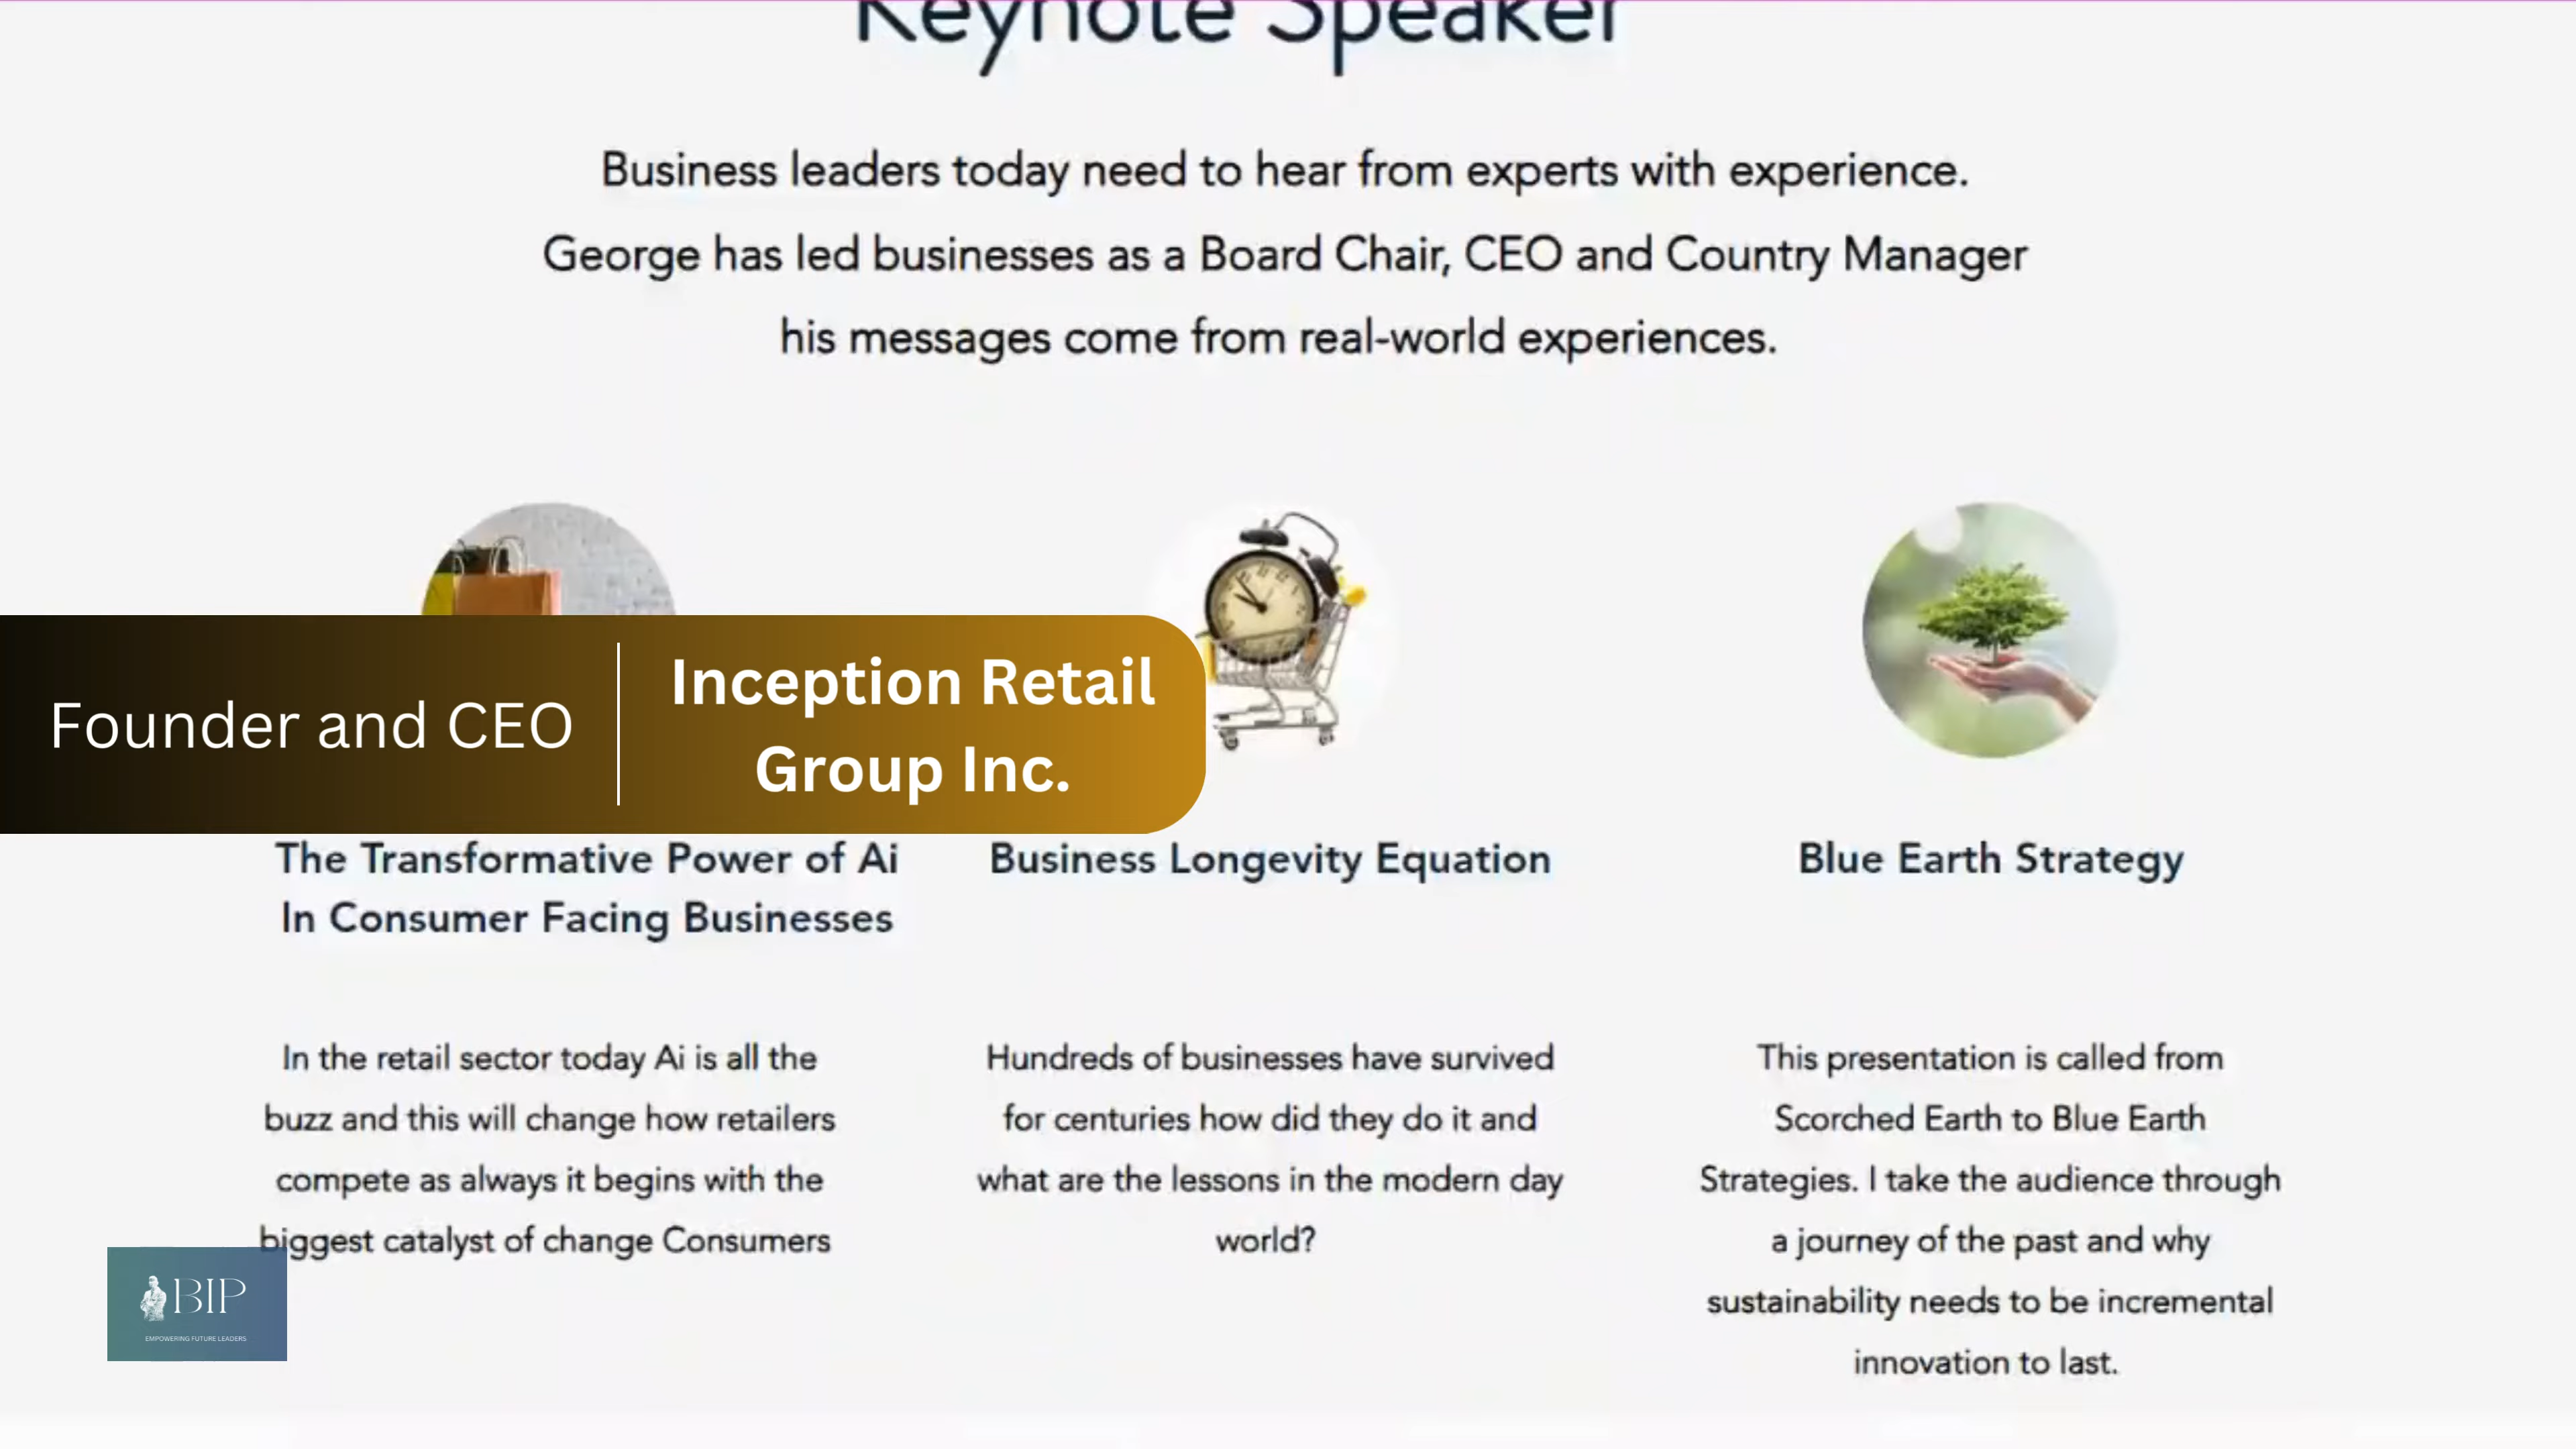 Keynote Speaker
Business leaders today need to hear from experts with experience.
George has led businesses as a Board Chair, CEO and Country Manager
his messages come from real-world experiences.
Founder and CEO
Inception Retail
Group Inc.
The Transformative Power of Ai
In Consumer Facing Businesses
In the retail sector today Ai is all the
buzz and this will change how retailers
compete as always it begins with the
biggest catalyst of change Consumers
Business Longevity Equation
Hundreds of businesses have survived
for centuries how did they do it and
what are the lessons in the modern day
world?
Blue Earth Strategy
This presentation is called from
Scorched Earth to Blue Earth
Strategies. I take the audience through
a journey of the past and why
sustainability needs to be incremental
innovation to last.
BIP
EMPOWERING FUTURE LEADERS